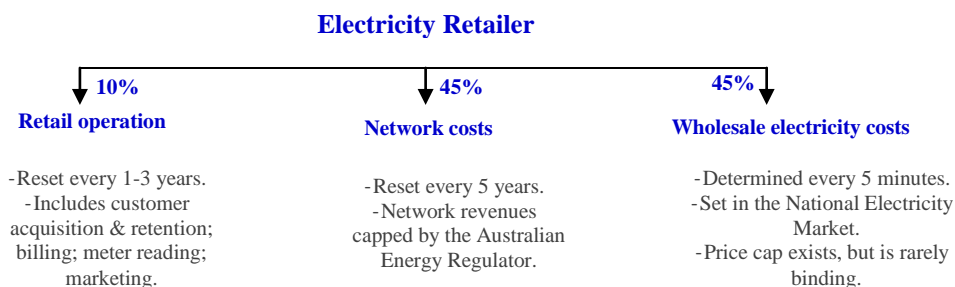 Electricity Retailer
10%
45%
45%
Retail operation
Network costs
Wholesale electricity costs
-Reset every 1-3 years.
-Includes customer
acquisition & retention;
billing; meter reading;
marketing.
-Reset every 5 years.
-Network revenues
capped by the Australian
Energy Regulator.
-Determined every 5 minutes.
-Set in the National Electricity
Market.
-Price cap exists, but is rarely
binding.